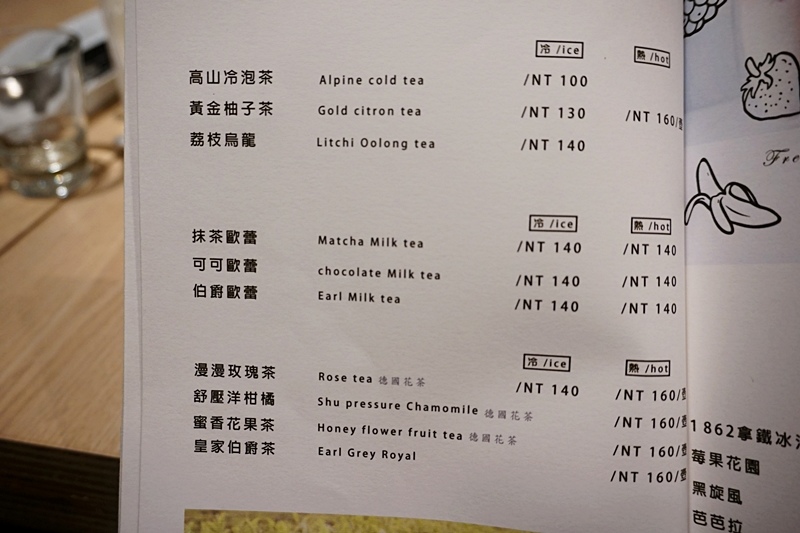 冷 /ice 熱 /hot
高山冷泡茶 Alpine cold tea /NT 100
黃金柚子茶 Gold citron tea /NT 130 /NT 160/壺
荔枝烏龍 Litchi Oolong tea /NT 140
冷 /ice 熱 /hot
抹茶歐蕾 Matcha Milk tea /NT 140 /NT 140
可可歐蕾 chocolate Milk tea /NT 140 /NT 140
伯爵歐蕾 Earl Milk tea /NT 140 /NT 140
冷 /ice 熱 /hot
漫漫玫瑰茶 Rose tea 德國花茶 /NT 140 /NT 160/壺
舒壓洋柑橘 Shu pressure Chamomile 德國花茶 /NT 160/壺
蜜香花果茶 Honey flower fruit tea 德國花茶 /NT 160/壺
皇家伯爵茶 Earl Grey Royal /NT 160/壺
Fre
1862拿鐵冰
莓果花園
黑旋風
芭芭拉